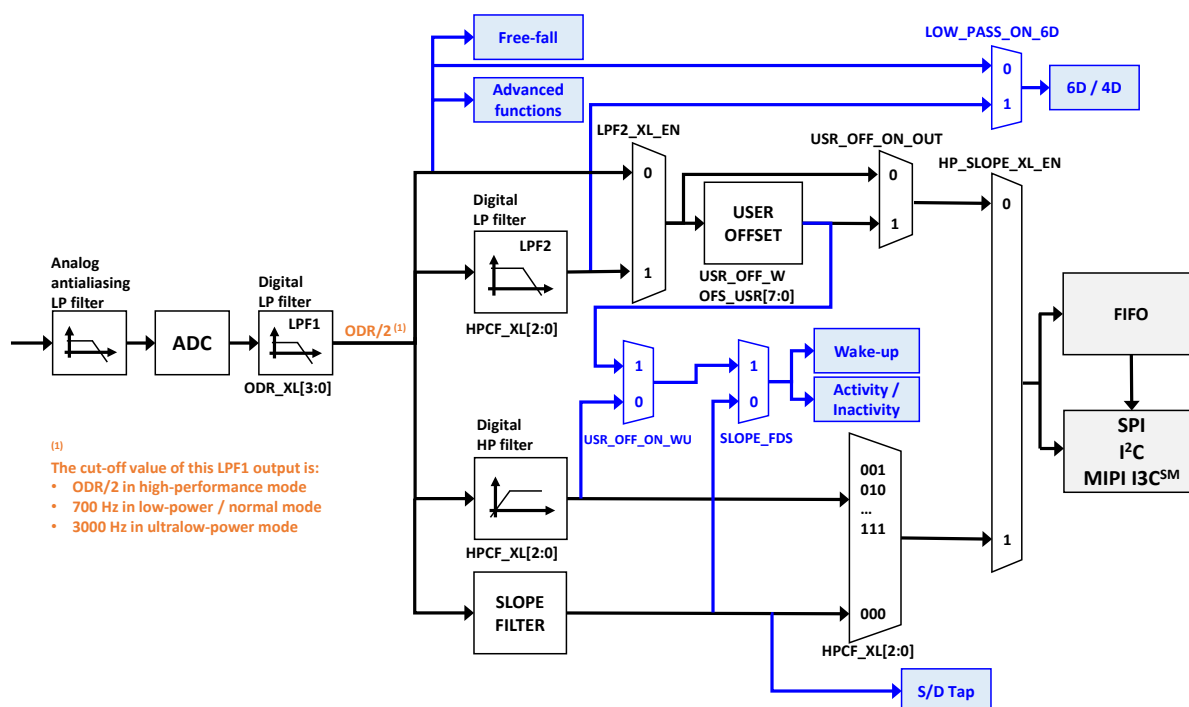 Free-fall
Advanced
functions
LOW_PASS_ON_6D
0
1
6D / 4D
LPF2_XL_EN
0
1
USR_OFF_ON_OUT
0
1
HP_SLOPE_XL_EN
0
1
Digital
LP filter
LPF2
HPCF_XL[2:0]
USER
OFFSET
USR_OFF_W
OFS_USR[7:0]
Analog
antialiasing
LP filter
ADC
Digital
LP filter
LPF1
ODR_XL[3:0]
ODR/2 (1)
1
0
USR_OFF_ON_WU
1
0
SLOPE_FDS
Wake-up
Activity /
Inactivity
FIFO
SPI
I²C
MIPI I3C℠
Digital
HP filter
HPCF_XL[2:0]
001
010
...
111
000
HPCF_XL[2:0]
SLOPE
FILTER
S/D Tap
(1)
The cut-off value of this LPF1 output is:
• ODR/2 in high-performance mode
• 700 Hz in low-power / normal mode
• 3000 Hz in ultralow-power mode